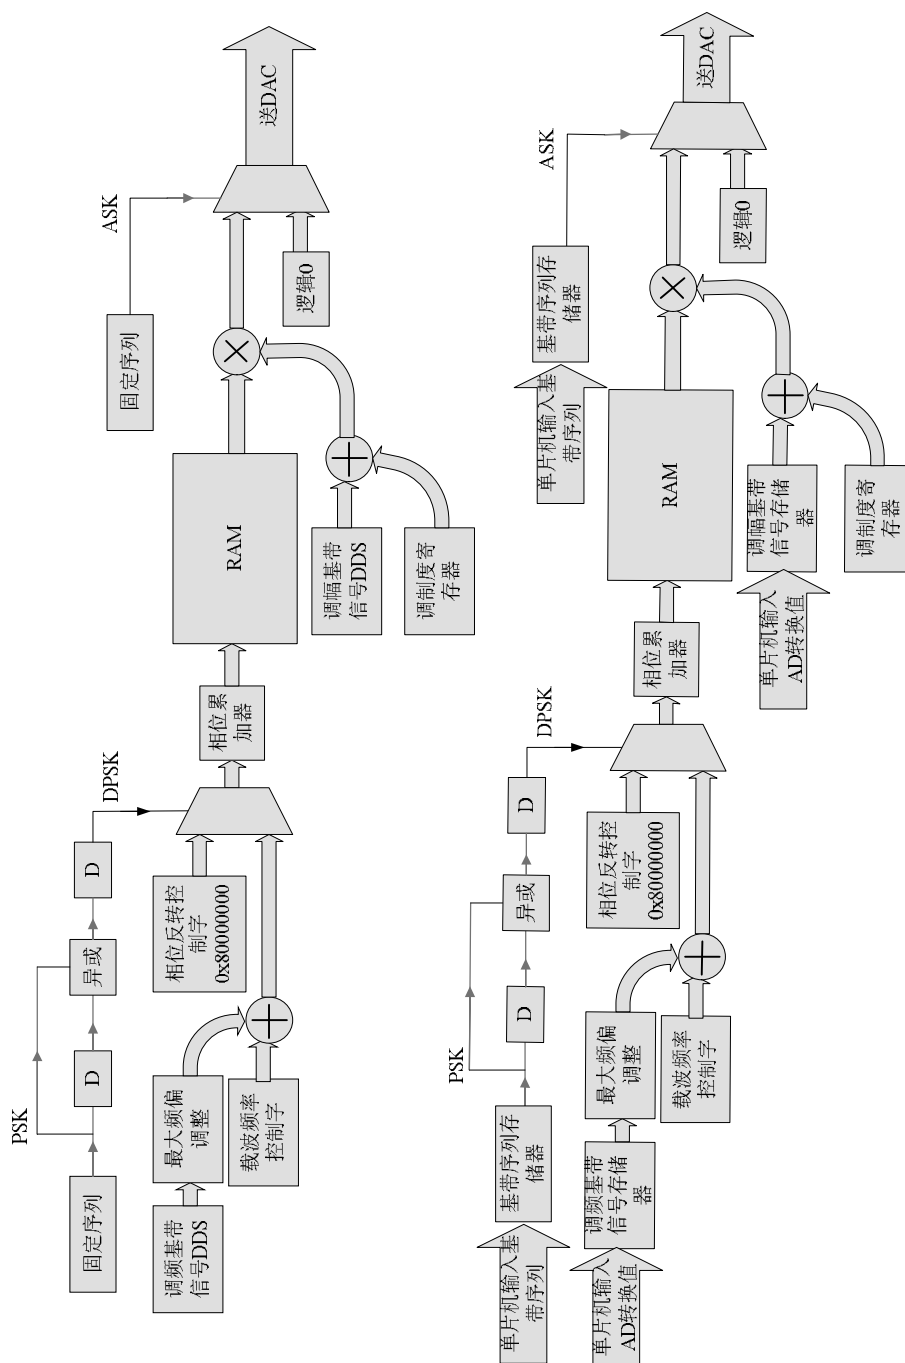 固定序列
PSK
D
异或
D
DPSK
调频基带
信号DDS
最大频偏
调整
载波频率
控制字
相位反转控
制字
0x80000000
相位累
加器
RAM
调幅基带
信号DDS
调制度寄
存器
固定序列
ASK
逻辑0
送DAC
单片机输入基
带序列
基带序列存
储器
PSK
D
异或
D
DPSK
单片机输入
AD转换值
调频基带
信号存储
器
最大频偏
调整
载波频率
控制字
相位反转控
制字
0x80000000
相位累
加器
RAM
单片机输入
AD转换值
调幅基带
信号存储
器
调制度寄
存器
单片机输入基
带序列
基带序列存
储器
ASK
逻辑0
送DAC